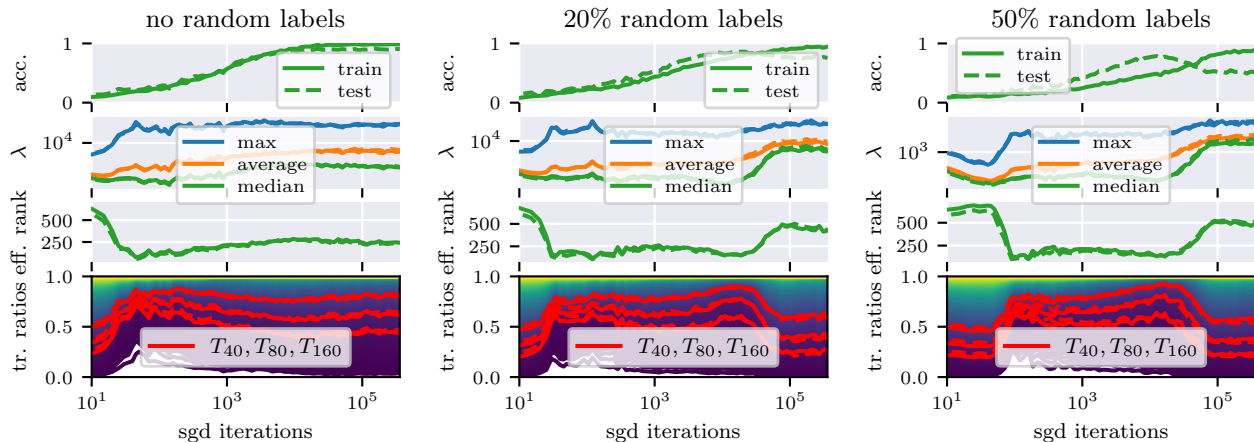 no random labels
20% random labels
50% random labels
acc.
1
0
train
test
1
0
train
test
1
0
train
test
λ
10^4
max
average
median
λ
10^4
max
average
median
λ
10^3
max
average
median
eff. rank
500
250
eff. rank
500
250
eff. rank
500
250
tr. ratios
1.0
0.5
0.0
T_40, T_80, T_160
tr. ratios
1.0
0.5
0.0
T_40, T_80, T_160
tr. ratios
1.0
0.5
0.0
T_40, T_80, T_160
10^1
10^3
10^5
10^1
10^3
10^5
10^1
10^3
10^5
sgd iterations
sgd iterations
sgd iterations
acc.
acc.